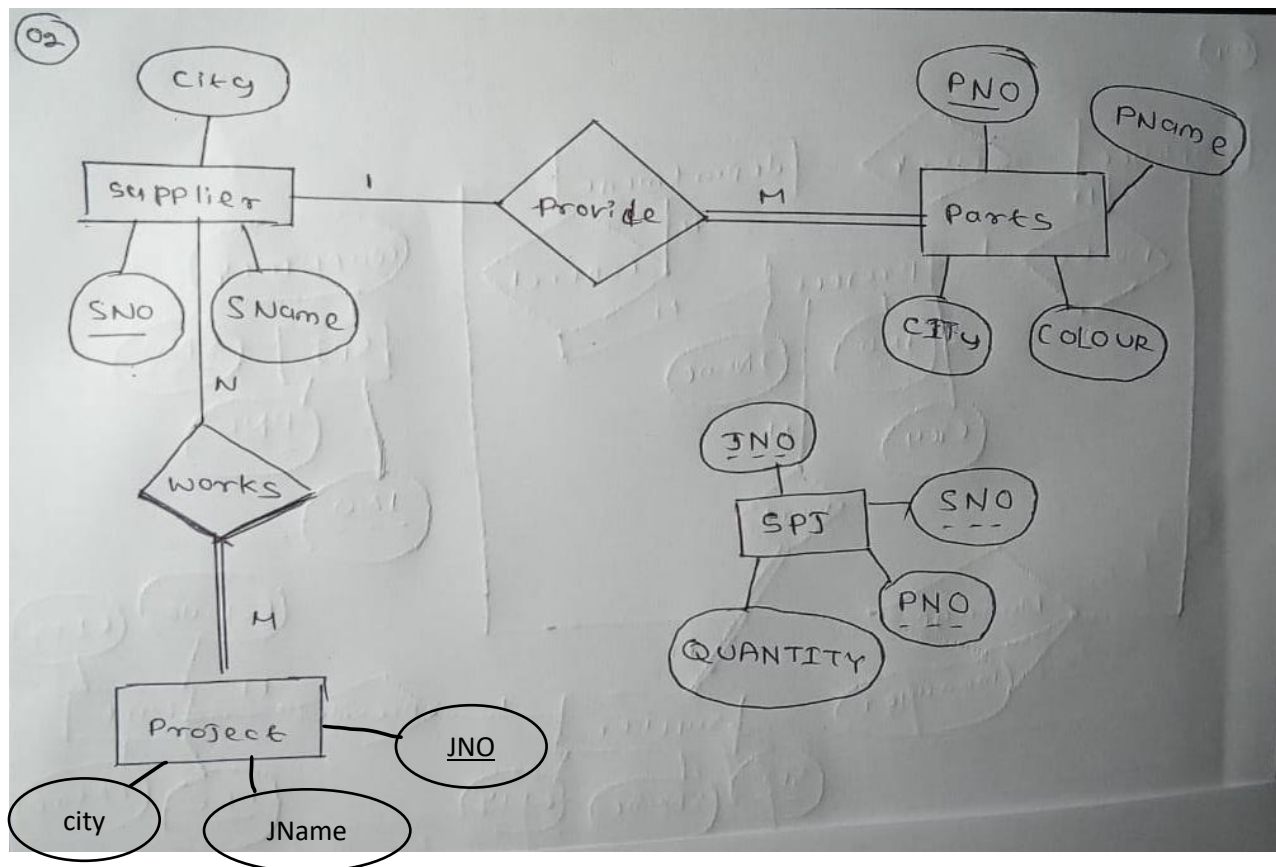 02
City
PNO
PName
Supplier
1
Provide
M
Parts
SNO
SName
CITy
COLOUR
N
JNO
works
SPJ
SNO
PNO
M
QUANTITY
Project
JNO
city
JName